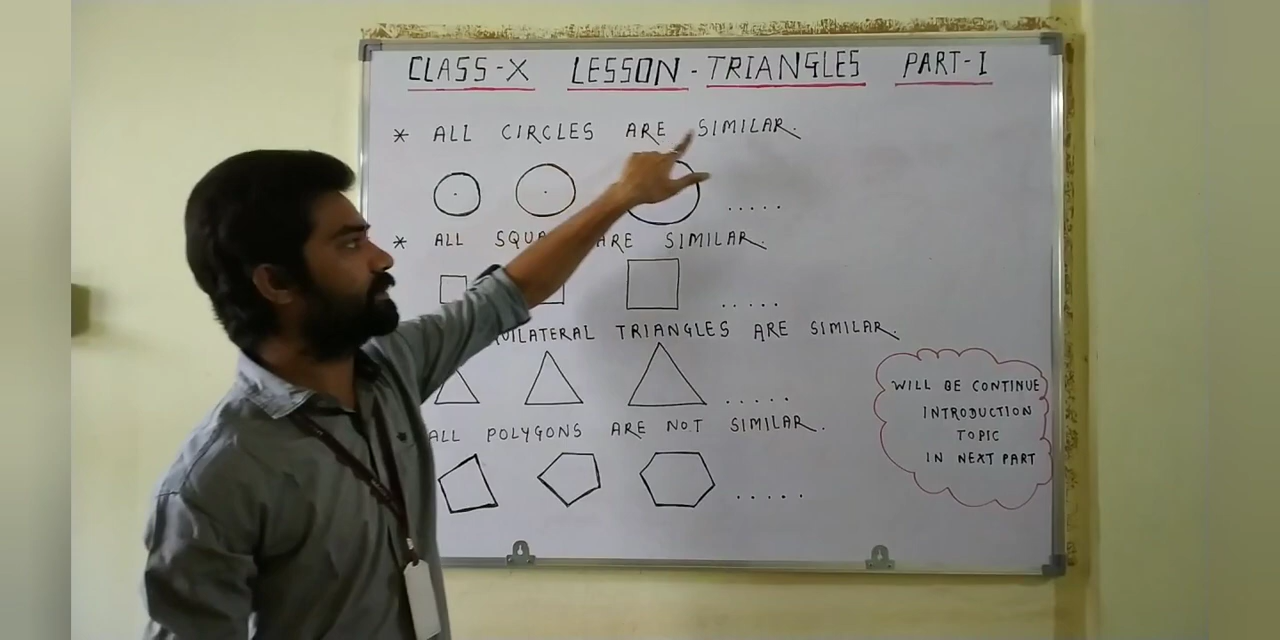 CLASS-X LESSON-TRIANGLES PART-I
* ALL CIRCLES ARE SIMILAR.
.....
* ALL ARE SIMILAR.
.....
TRIANGLES ARE SIMILAR.
.....
ALL POLYGONS ARE NOT SIMILAR.
.....
WILL BE CONTINUE
INTRODUCTION
TOPIC
IN NEXT PART